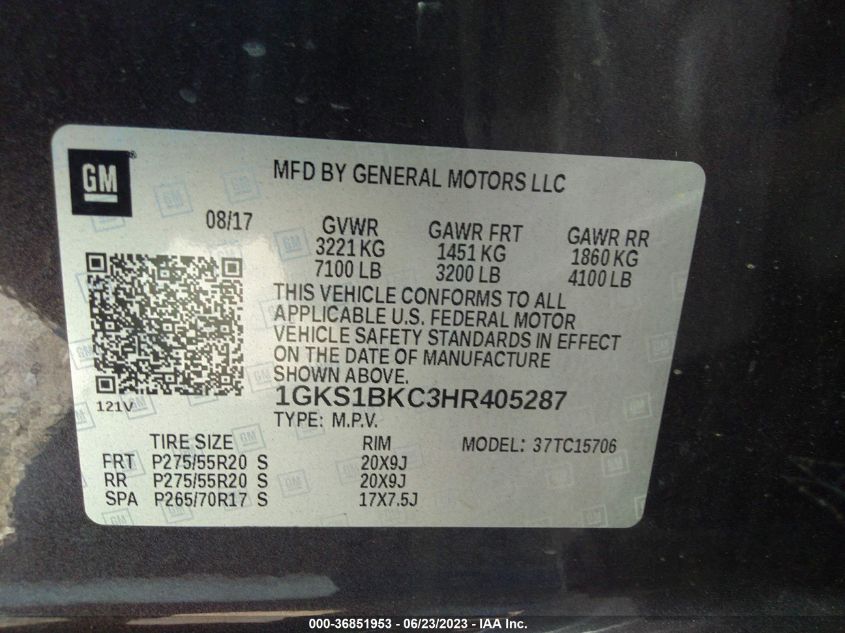 GM
MFD BY GENERAL MOTORS LLC
08/17
GVWR GAWR FRT GAWR RR
3221 KG 1451 KG 1860 KG
7100 LB 3200 LB 4100 LB
THIS VEHICLE CONFORMS TO ALL
APPLICABLE U.S. FEDERAL MOTOR
VEHICLE SAFETY STANDARDS IN EFFECT
ON THE DATE OF MANUFACTURE
SHOWN ABOVE.
121V
1GKS1BKC3HR405287
TYPE: M.P.V.
MODEL: 37TC15706
TIRE SIZE RIM
FRT P275/55R20 S 20X9J
RR P275/55R20 S 20X9J
SPA P265/70R17 S 17X7.5J
000-36851953 - 06/23/2023 - IAA Inc.